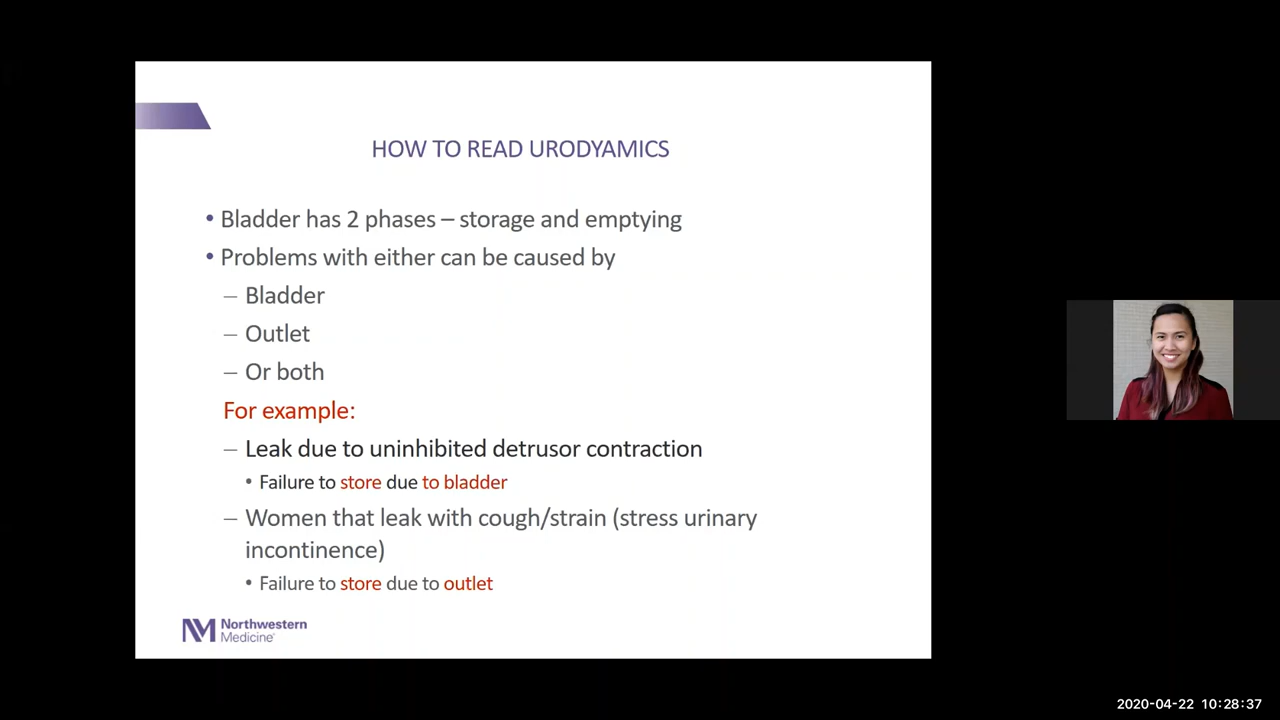 HOW TO READ URODYAMICS
• Bladder has 2 phases – storage and emptying
• Problems with either can be caused by
– Bladder
– Outlet
– Or both
For example:
– Leak due to uninhibited detrusor contraction
• Failure to store due to bladder
– Women that leak with cough/strain (stress urinary
incontinence)
• Failure to store due to outlet
NM Northwestern
Medicine®
2020-04-22 10:28:37